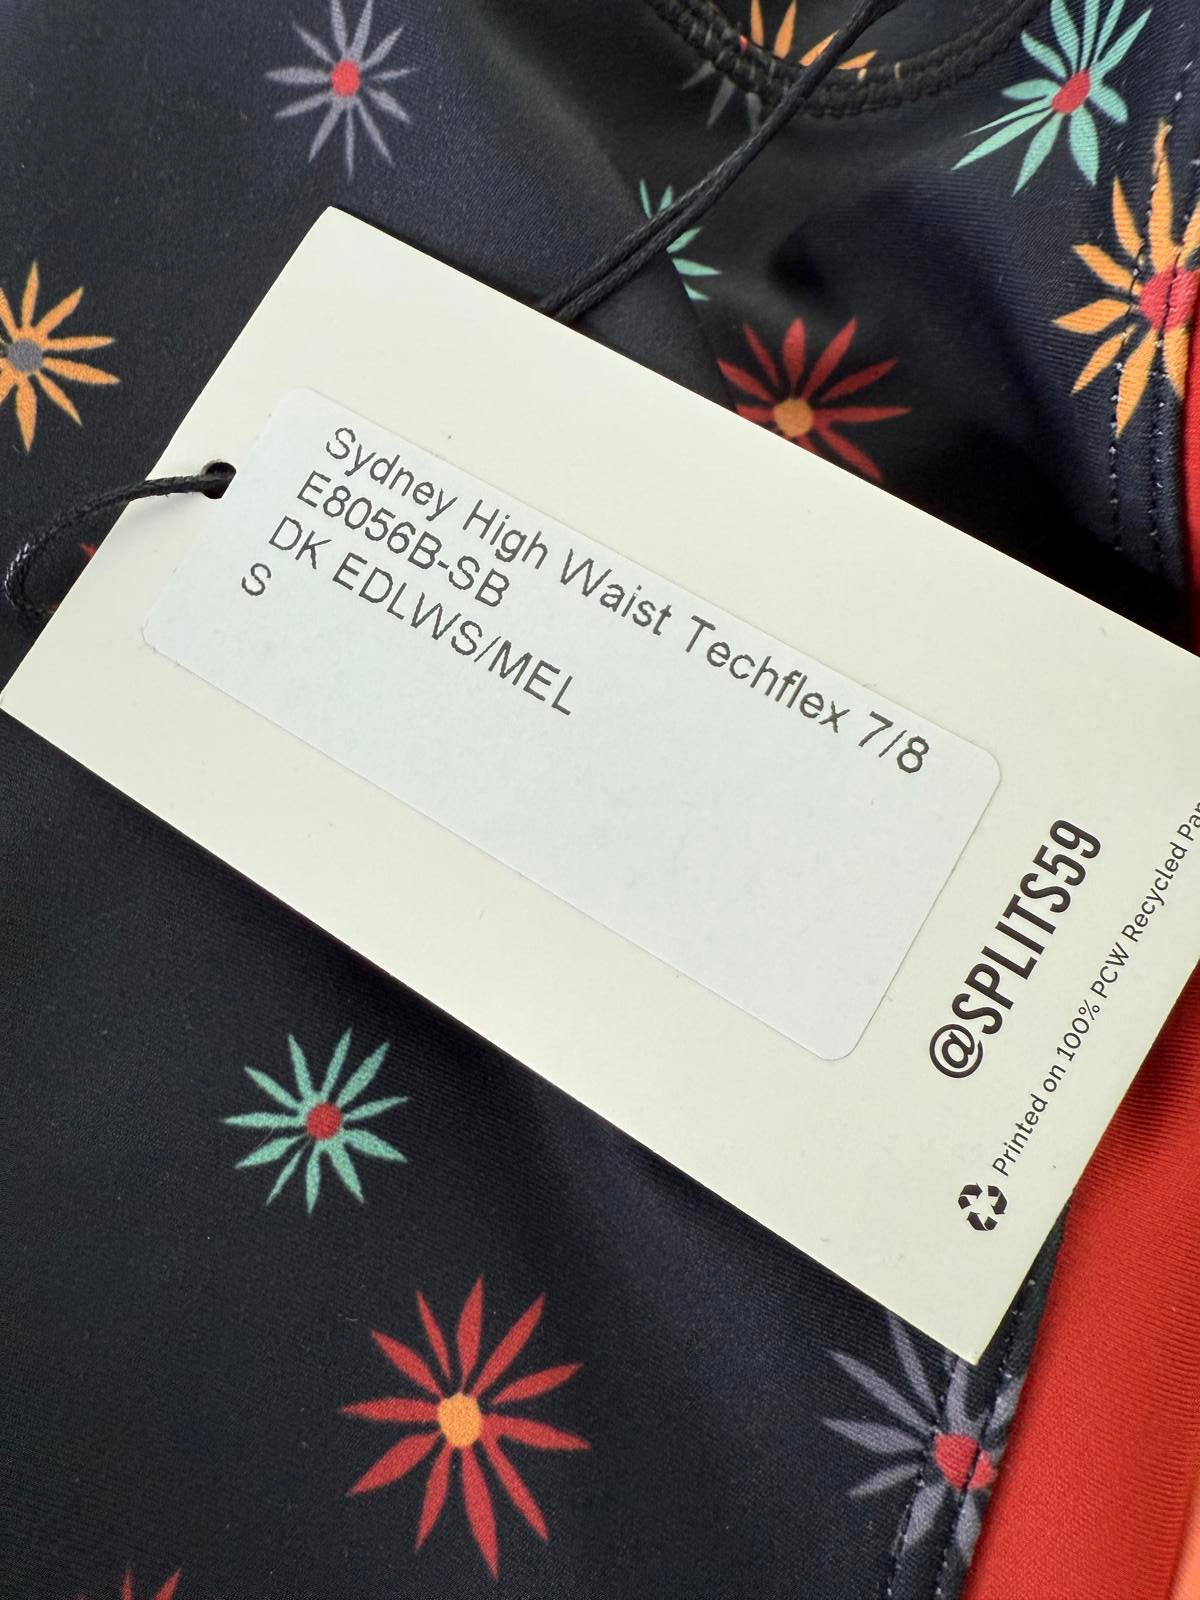 Sydney High Waist Techflex 7/8
E8056B-SB
DK EDLWS/MEL
S
@SPLITS59
Printed on 100% PCW Recycled